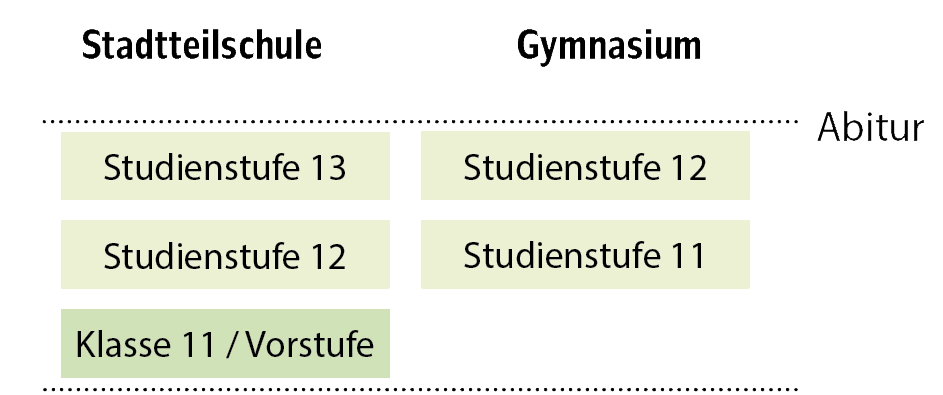 Stadtteilschule Gymnasium
Abitur
Studienstufe 13 Studienstufe 12
Studienstufe 12 Studienstufe 11
Klasse 11 / Vorstufe